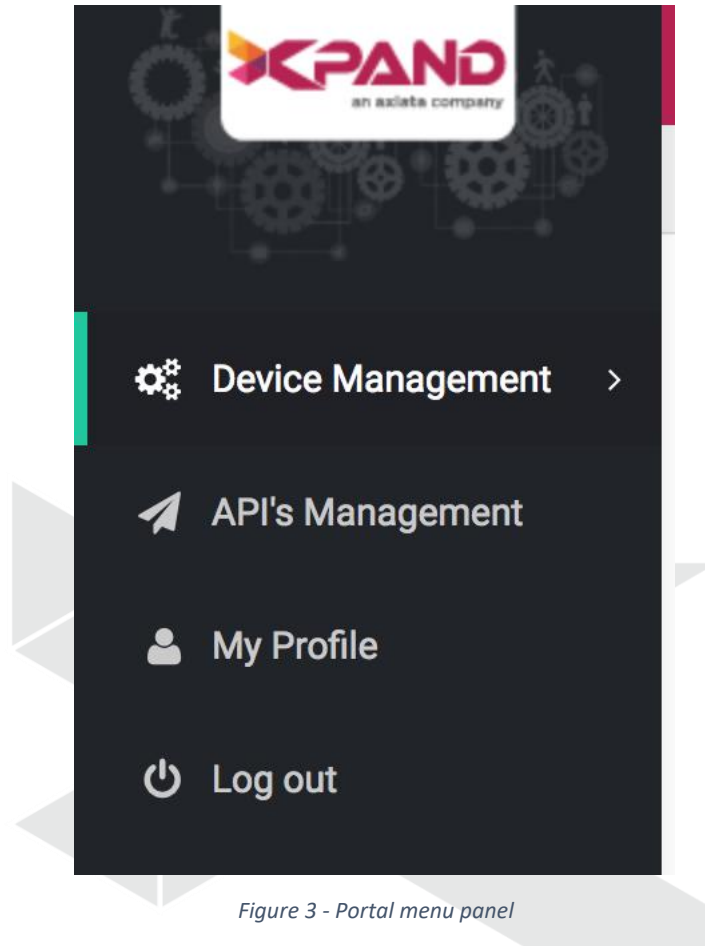 XPAND
an axiata company
Device Management
API's Management
My Profile
Log out
Figure 3 - Portal menu panel